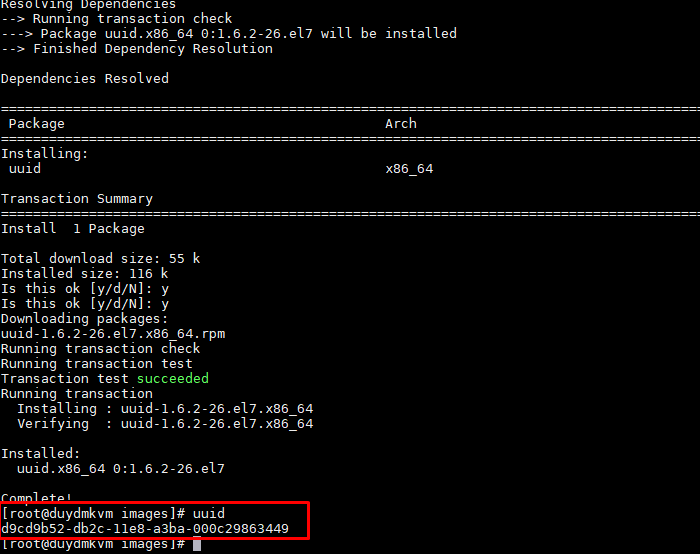 Resolving Dependencies
--> Running transaction check
---> Package uuid.x86_64 0:1.6.2-26.el7 will be installed
--> Finished Dependency Resolution
Dependencies Resolved
================================================================================
Package Arch
================================================================================
Installing:
uuid x86_64
Transaction Summary
================================================================================
Install  1 Package
Total download size: 55 k
Installed size: 116 k
Is this ok [y/d/N]: y
Is this ok [y/d/N]: y
Downloading packages:
uuid-1.6.2-26.el7.x86_64.rpm
Running transaction check
Running transaction test
Transaction test succeeded
Running transaction
  Installing : uuid-1.6.2-26.el7.x86_64
  Verifying  : uuid-1.6.2-26.el7.x86_64
Installed:
  uuid.x86_64 0:1.6.2-26.el7
Complete!
[root@duydmkvm images]# uuid
d9cd9b52-db2c-11e8-a3ba-000c29863449
[root@duydmkvm images]#